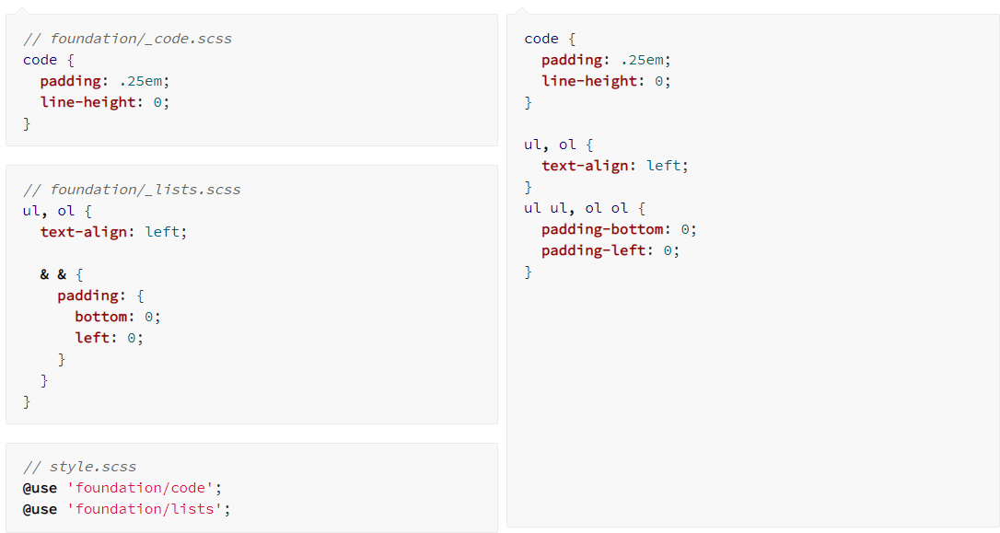 // foundation/_code.scss
code {
  padding: .25em;
  line-height: 0;
}
// foundation/_lists.scss
ul, ol {
  text-align: left;

  & & {
    padding: {
      bottom: 0;
      left: 0;
    }
  }
}
// style.scss
@use 'foundation/code';
@use 'foundation/lists';
code {
  padding: .25em;
  line-height: 0;
}

ul, ol {
  text-align: left;
}
ul ul, ol ol {
  padding-bottom: 0;
  padding-left: 0;
}